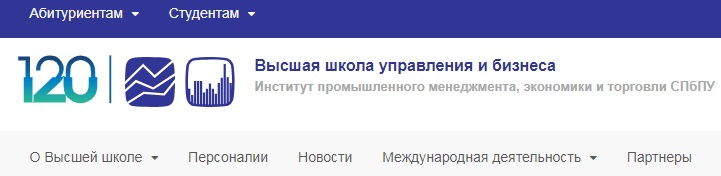 Абитуриентам Студентам
120
Высшая школа управления и бизнеса
Институт промышленного менеджмента, экономики и торговли СПбПУ
О Высшей школе Персоналии Новости Международная деятельность Партнеры